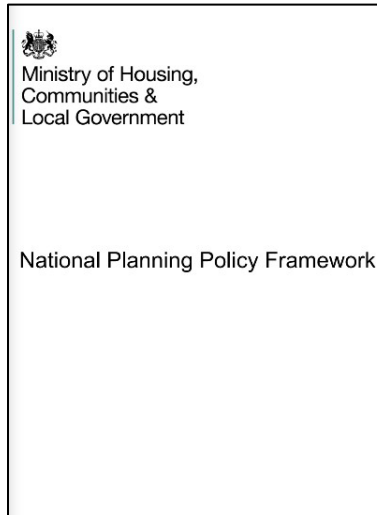 Ministry of Housing,
Communities &
Local Government
National Planning Policy Framework